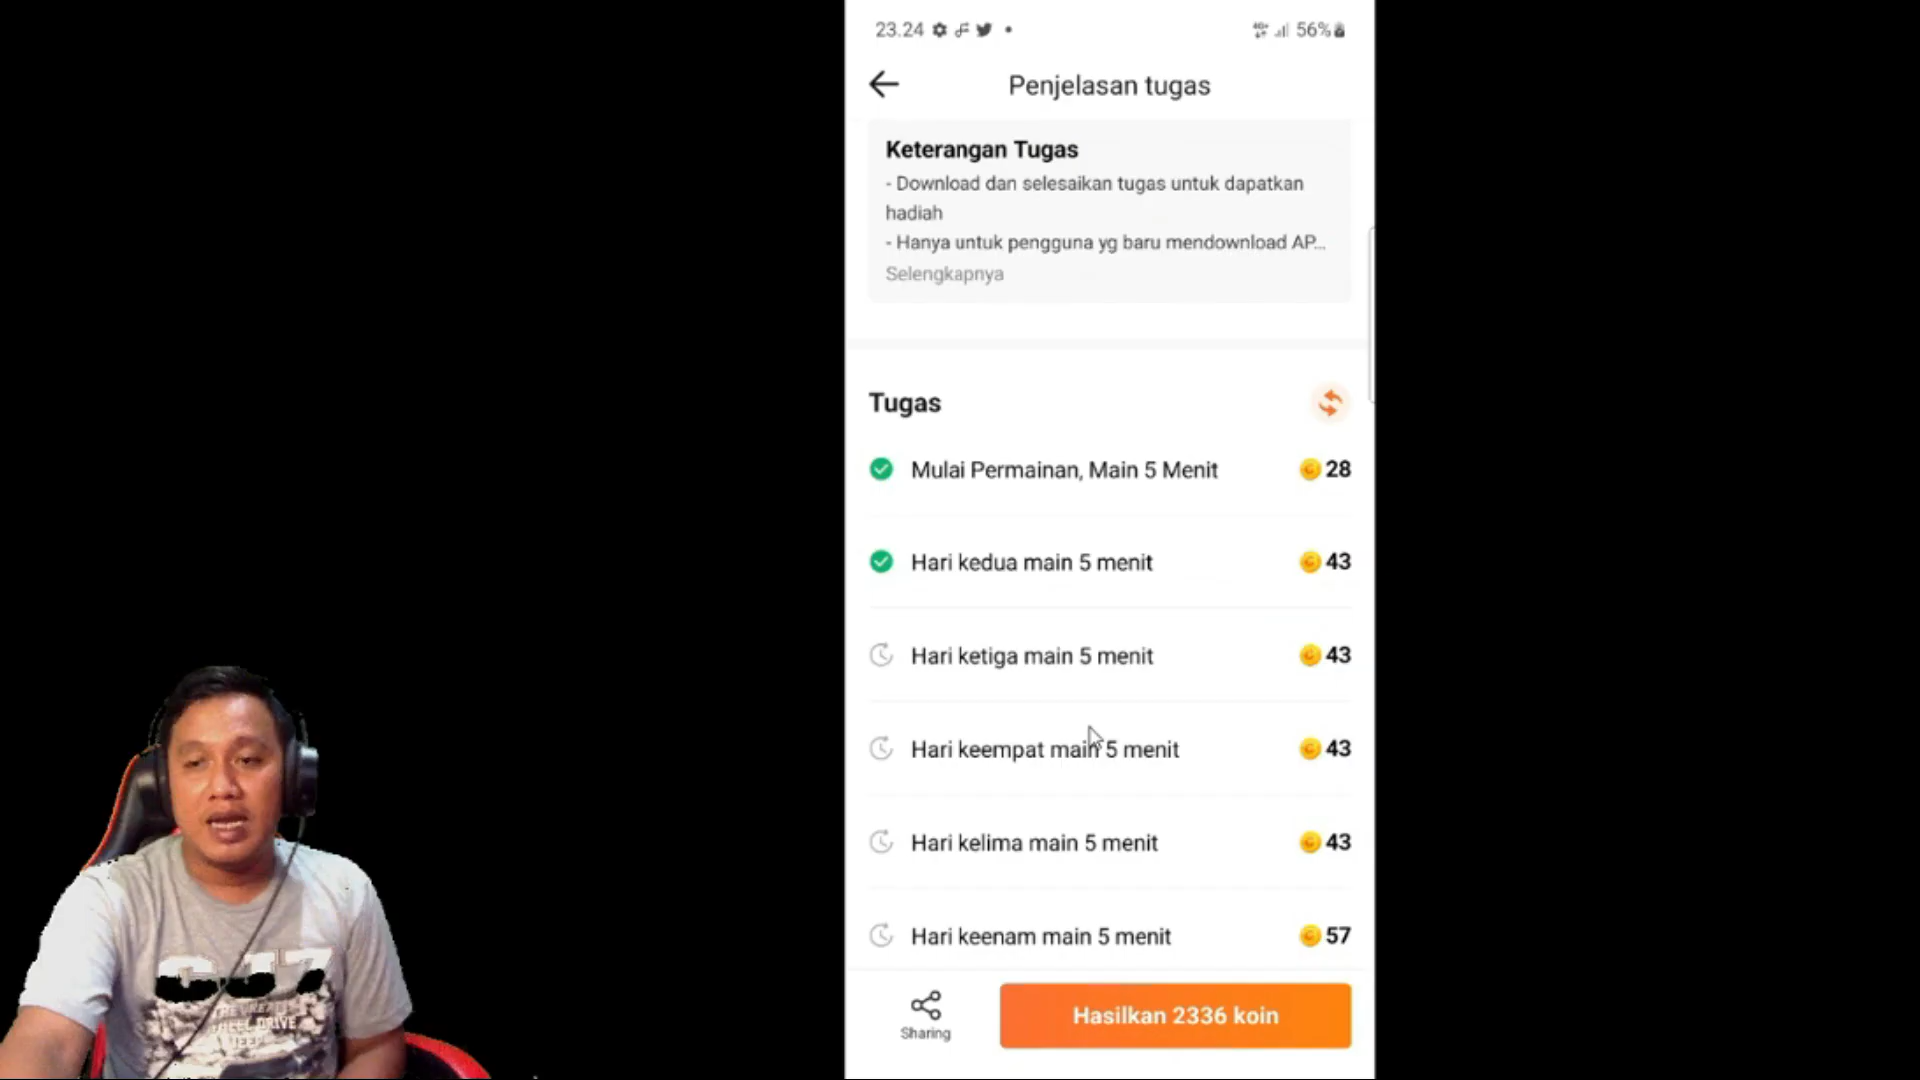 23.24
4G+
56%
Penjelasan tugas
Keterangan Tugas
- Download dan selesaikan tugas untuk dapatkan
hadiah
- Hanya untuk pengguna yg baru mendownload AP...
Selengkapnya
Tugas
Mulai Permainan, Main 5 Menit
28
Hari kedua main 5 menit
43
Hari ketiga main 5 menit
43
Hari keempat main 5 menit
43
Hari kelima main 5 menit
43
Hari keenam main 5 menit
57
Sharing
Hasilkan 2336 koin